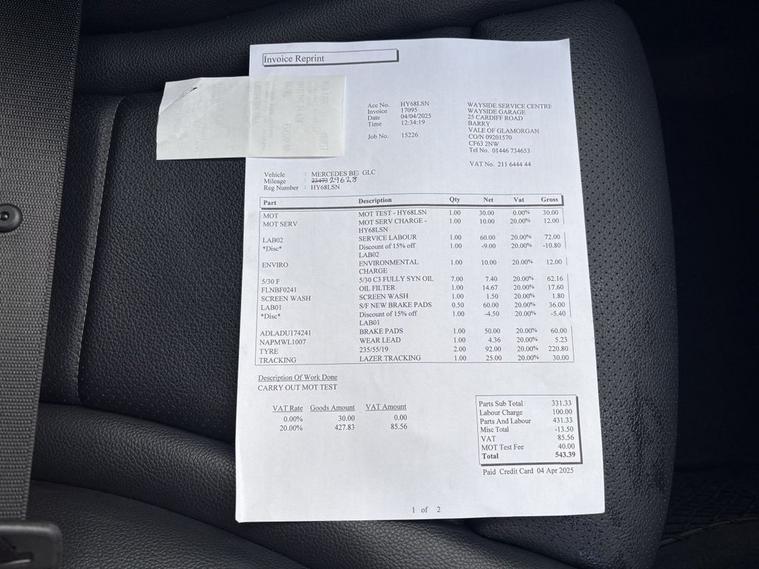 Invoice Reprint
Acc No. HY68LSN
Invoice 17095
Date 04/04/2025
Time 12:34:19
Job No. 15226
WAYSIDE SERVICE CENTRE
WAYSIDE GARAGE
25 CARDIFF ROAD
BARRY
VALE OF GLAMORGAN
CO/N 09201570
CF63 2NW
Tel No. 01446 734653
VAT No. 211 6444 44
Vehicle : MERCEDES BE GLC
Mileage : 29628
Reg Number : HY68LSN
Part Description Qty Net Vat Gross
MOT MOT TEST - HY68LSN 1.00 30.00 0.00% 30.00
MOT SERV MOT SERV CHARGE - 1.00 10.00 20.00% 12.00
HY68LSN
LAB02 SERVICE LABOUR 1.00 60.00 20.00% 72.00
*Disc* Discount of 15% off 1.00 -9.00 20.00% -10.80
LAB02
ENVIRO ENVIRONMENTAL 1.00 10.00 20.00% 12.00
CHARGE
5/30 F 5/30 C3 FULLY SYN OIL 7.00 7.40 20.00% 62.16
FLNBF0241 OIL FILTER 1.00 14.67 20.00% 17.60
SCREEN WASH SCREEN WASH 1.00 1.50 20.00% 1.80
LAB01 S/F NEW BRAKE PADS 0.50 60.00 20.00% 36.00
*Disc* Discount of 15% off 1.00 -4.50 20.00% -5.40
LAB01
ADLADU174241 BRAKE PADS 1.00 50.00 20.00% 60.00
NAPMWL1007 WEAR LEAD 1.00 4.36 20.00% 5.23
TYRE 235/55/19 2.00 92.00 20.00% 220.80
TRACKING LAZER TRACKING 1.00 25.00 20.00% 30.00
Description Of Work Done
CARRY OUT MOT TEST
VAT Rate Goods Amount VAT Amount
0.00% 30.00 0.00
20.00% 427.83 85.56
Parts Sub Total 331.33
Labour Charge 100.00
Parts And Labour 431.33
Misc Total -13.50
VAT 85.56
MOT Test Fee 40.00
Total 543.39
Paid Credit Card 04 Apr 2025
1 of 2